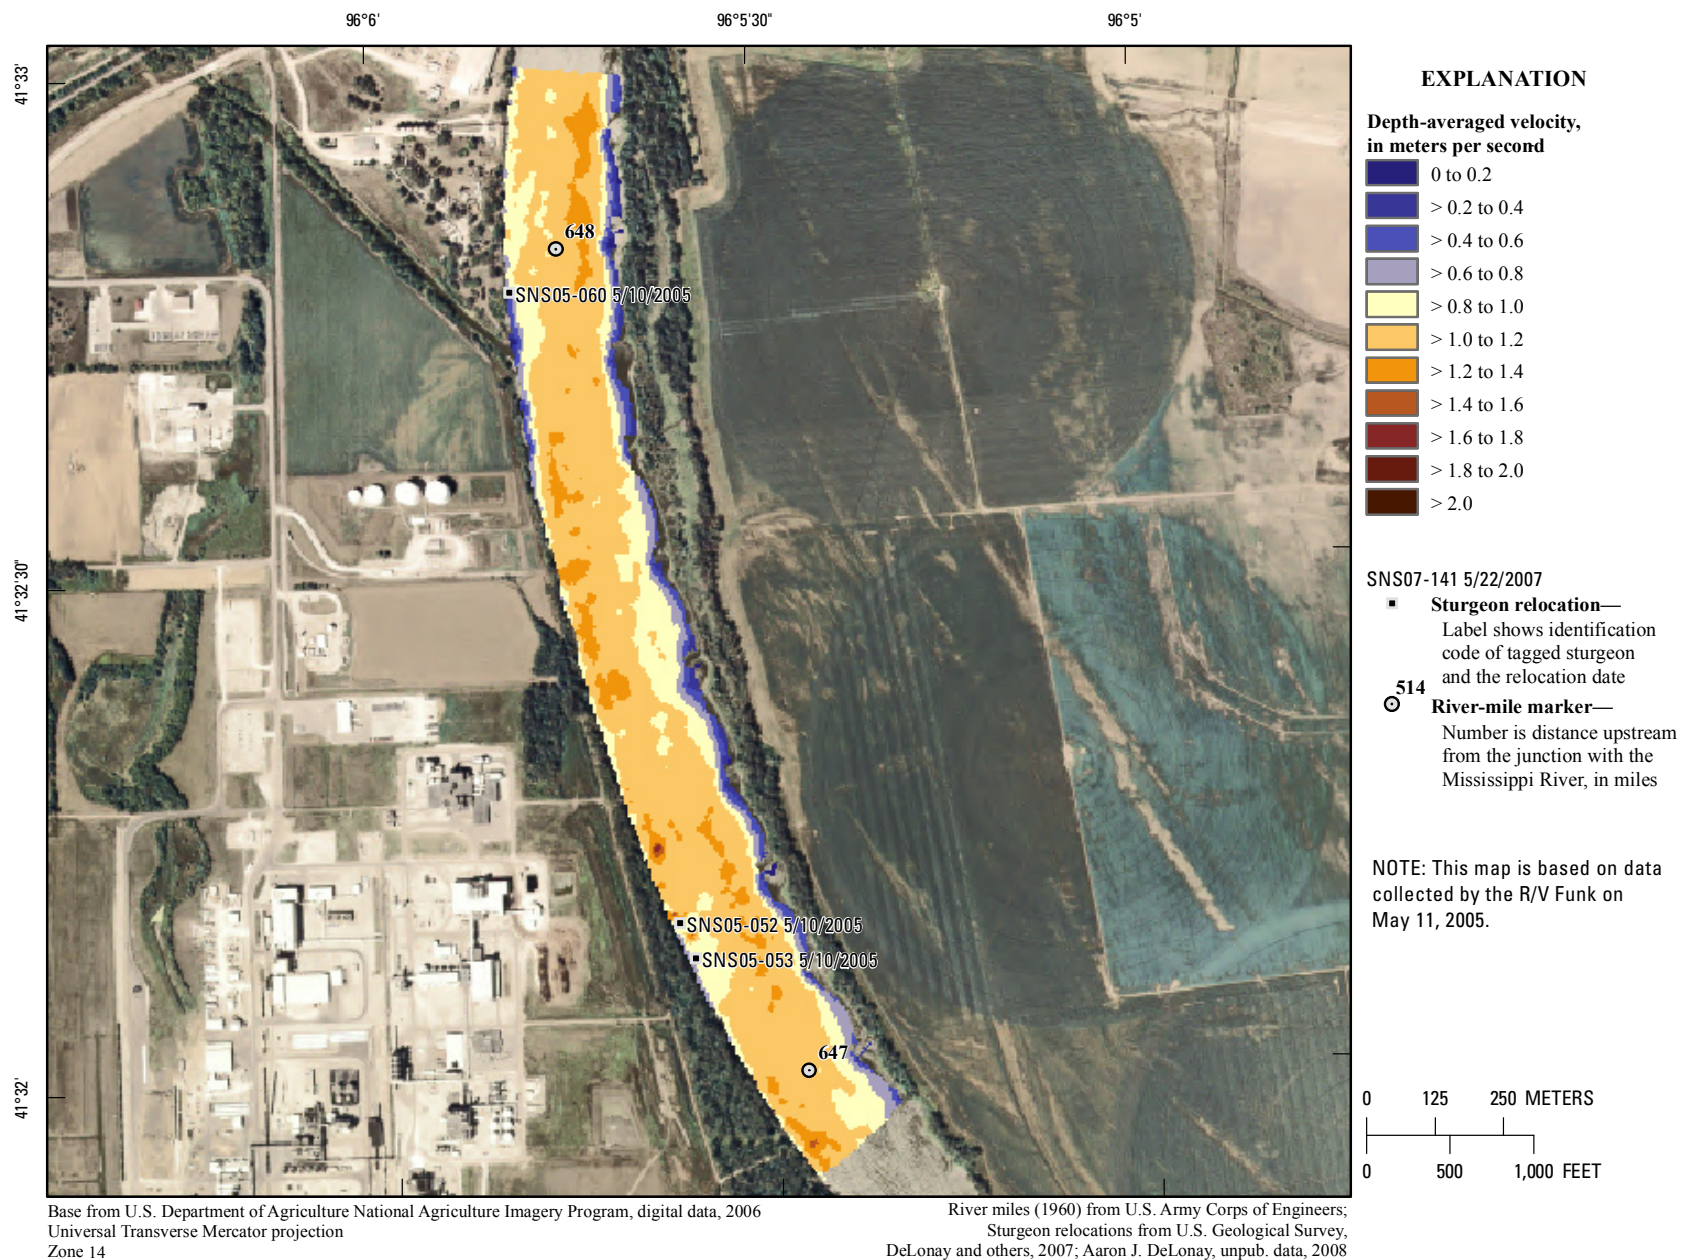 96°6'
96°5'30"
96°5'
41°33'
41°32'30"
41°32'
648
SNS05-060 5/10/2005
SNS05-052 5/10/2005
SNS05-053 5/10/2005
647
EXPLANATION
Depth-averaged velocity,
in meters per second
0 to 0.2
> 0.2 to 0.4
> 0.4 to 0.6
> 0.6 to 0.8
> 0.8 to 1.0
> 1.0 to 1.2
> 1.2 to 1.4
> 1.4 to 1.6
> 1.6 to 1.8
> 1.8 to 2.0
> 2.0
SNS07-141 5/22/2007
Sturgeon relocation—
Label shows identification
code of tagged sturgeon
and the relocation date
514
River-mile marker—
Number is distance upstream
from the junction with the
Mississippi River, in miles
NOTE: This map is based on data
collected by the R/V Funk on
May 11, 2005.
0 125 250 METERS
0 500 1,000 FEET
Base from U.S. Department of Agriculture National Agriculture Imagery Program, digital data, 2006
Universal Transverse Mercator projection
Zone 14
River miles (1960) from U.S. Army Corps of Engineers;
Sturgeon relocations from U.S. Geological Survey,
DeLonay and others, 2007; Aaron J. DeLonay, unpub. data, 2008